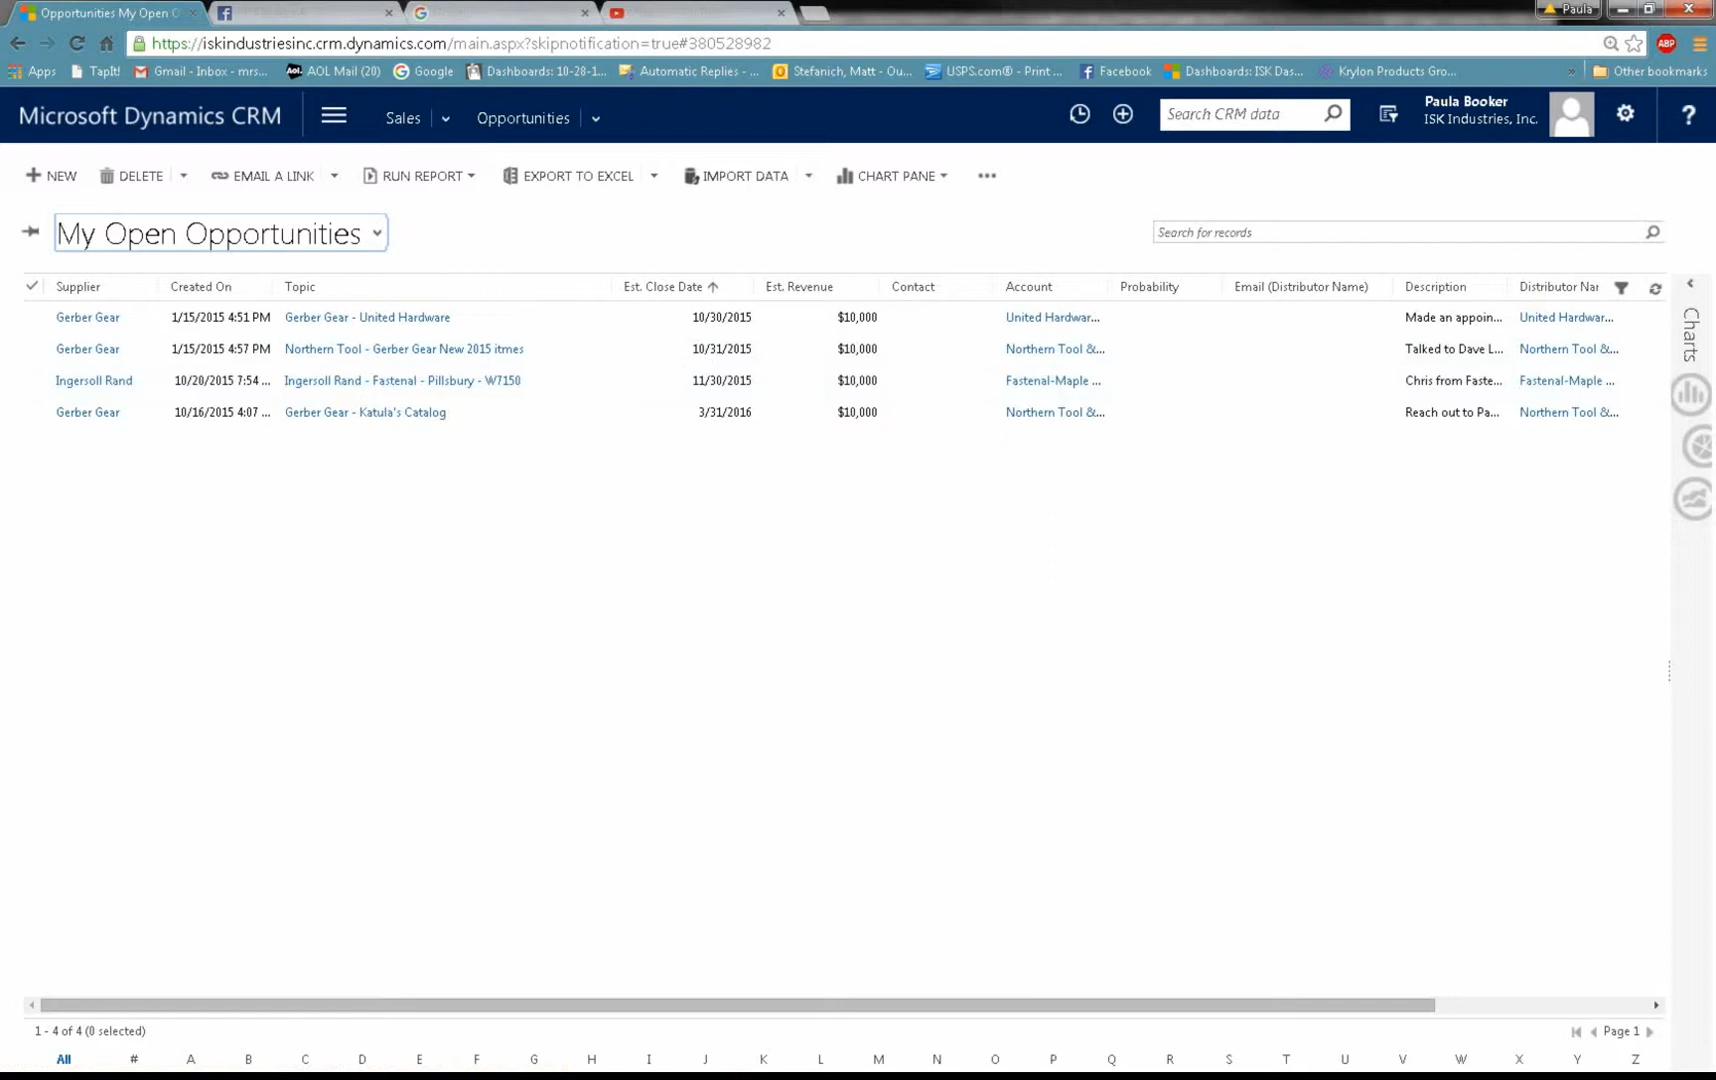 Opportunities My Open O
Paula
https://iskindustriesinc.crm.dynamics.com/main.aspx?skipnotification=true#380528982
ABP
Apps TapIt! Gmail - Inbox - mrs... AOL Mail (20) Google Dashboards: 10-28-1... Automatic Replies - ... Stefanich, Matt - Ou... USPS.com® - Print ... Facebook Dashboards: ISK Das... Krylon Products Gro... » Other bookmarks
Microsoft Dynamics CRM Sales Opportunities Search CRM data Paula Booker
ISK Industries, Inc. ?
NEW DELETE EMAIL A LINK RUN REPORT EXPORT TO EXCEL IMPORT DATA CHART PANE ...
My Open Opportunities Search for records
Supplier Created On Topic Est. Close Date Est. Revenue Contact Account Probability Email (Distributor Name) Description Distributor Nar
Gerber Gear 1/15/2015 4:51 PM Gerber Gear - United Hardware 10/30/2015 $10,000 United Hardwar... Made an appoin... United Hardwar...
Gerber Gear 1/15/2015 4:57 PM Northern Tool - Gerber Gear New 2015 itmes 10/31/2015 $10,000 Northern Tool &... Talked to Dave L... Northern Tool &...
Ingersoll Rand 10/20/2015 7:54 ... Ingersoll Rand - Fastenal - Pillsbury - W7150 11/30/2015 $10,000 Fastenal-Maple ... Chris from Faste... Fastenal-Maple ...
Gerber Gear 10/16/2015 4:07 ... Gerber Gear - Katula's Catalog 3/31/2016 $10,000 Northern Tool &... Reach out to Pa... Northern Tool &...
Charts
1 - 4 of 4 (0 selected) Page 1
All # A B C D E F G H I J K L M N O P Q R S T U V W X Y Z